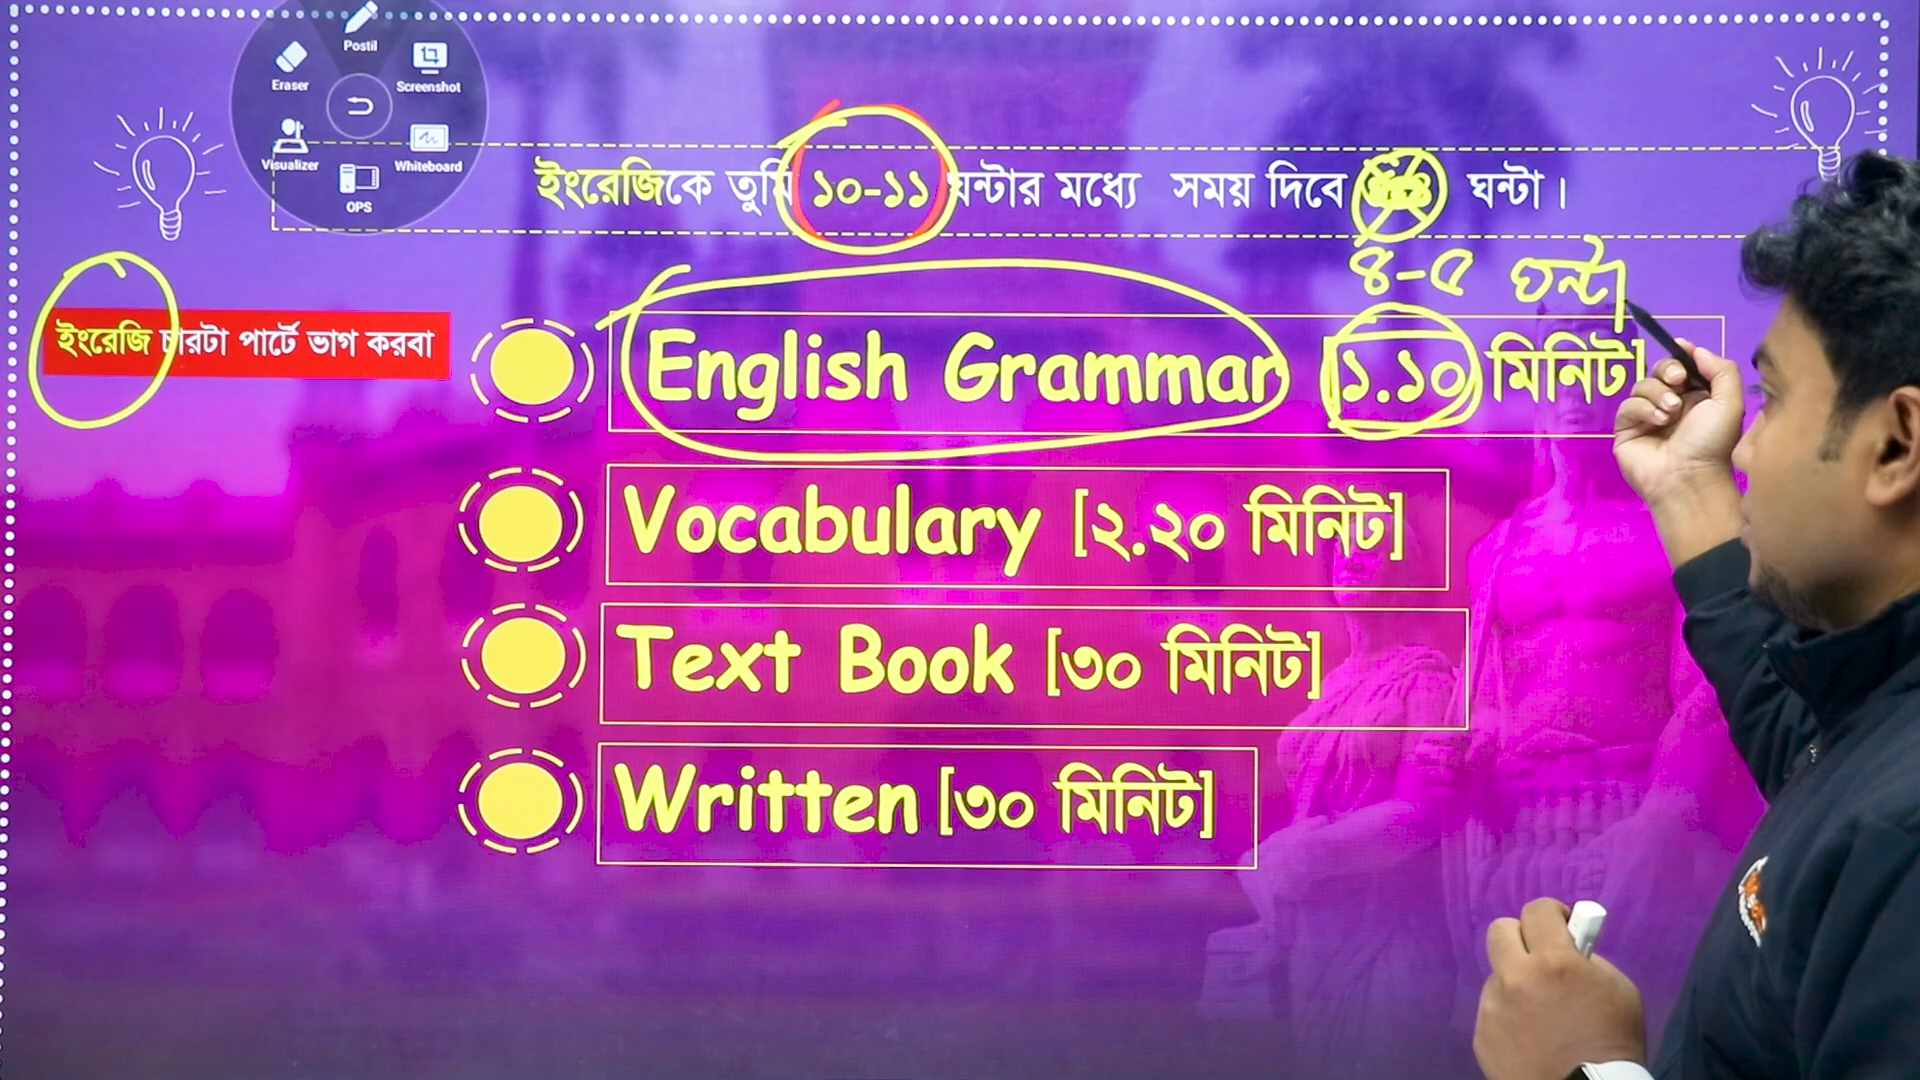 Postil
Eraser
Screenshot
Visualizer
Whiteboard
OPS
ইংরেজিকে তুমি ১০-১১ ঘন্টার মধ্যে সময় দিবে ঘন্টা।
৪-৫ ঘন্টা
ইংরেজি চারটা পার্টে ভাগ করবা
English Grammar [১.১০ মিনিট]
Vocabulary [২.২০ মিনিট]
Text Book [৩০ মিনিট]
Written [৩০ মিনিট]